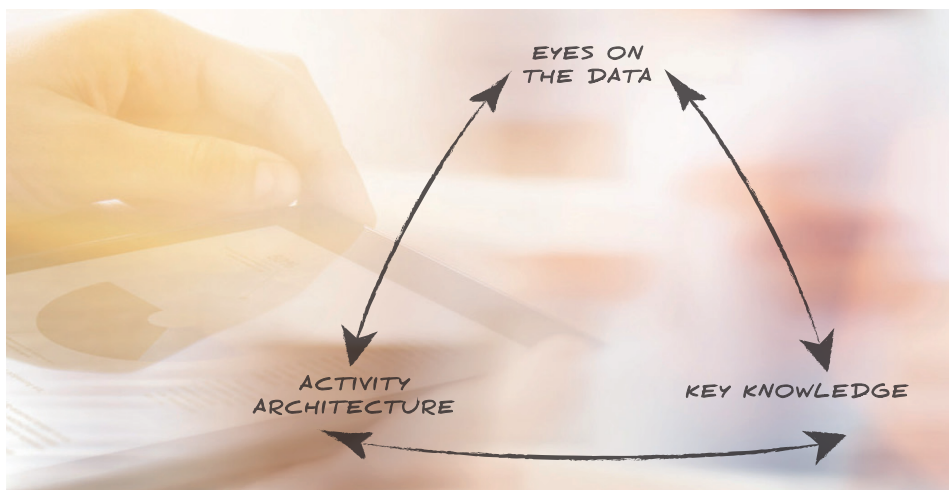 EYES ON
THE DATA
ACTIVITY
ARCHITECTURE
KEY KNOWLEDGE